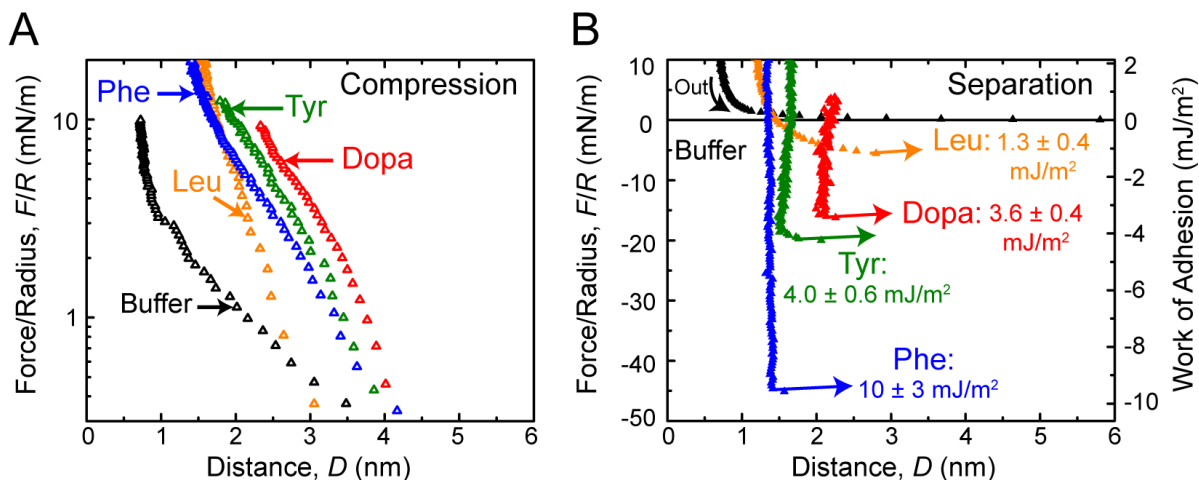 A
Force/Radius, F/R (mN/m)
10
1
Compression
Phe
Tyr
Dopa
Leu
Buffer
0 1 2 3 4 5 6
Distance, D (nm)
B
Force/Radius, F/R (mN/m)
10
0
-10
-20
-30
-40
-50
Out
Separation
Buffer
Leu: 1.3 ± 0.4
mJ/m²
Dopa: 3.6 ± 0.4
mJ/m²
Tyr:
4.0 ± 0.6 mJ/m²
Phe:
10 ± 3 mJ/m²
2
0
-2
-4
-6
-8
-10
Work of Adhesion (mJ/m²)
0 1 2 3 4 5 6
Distance, D (nm)